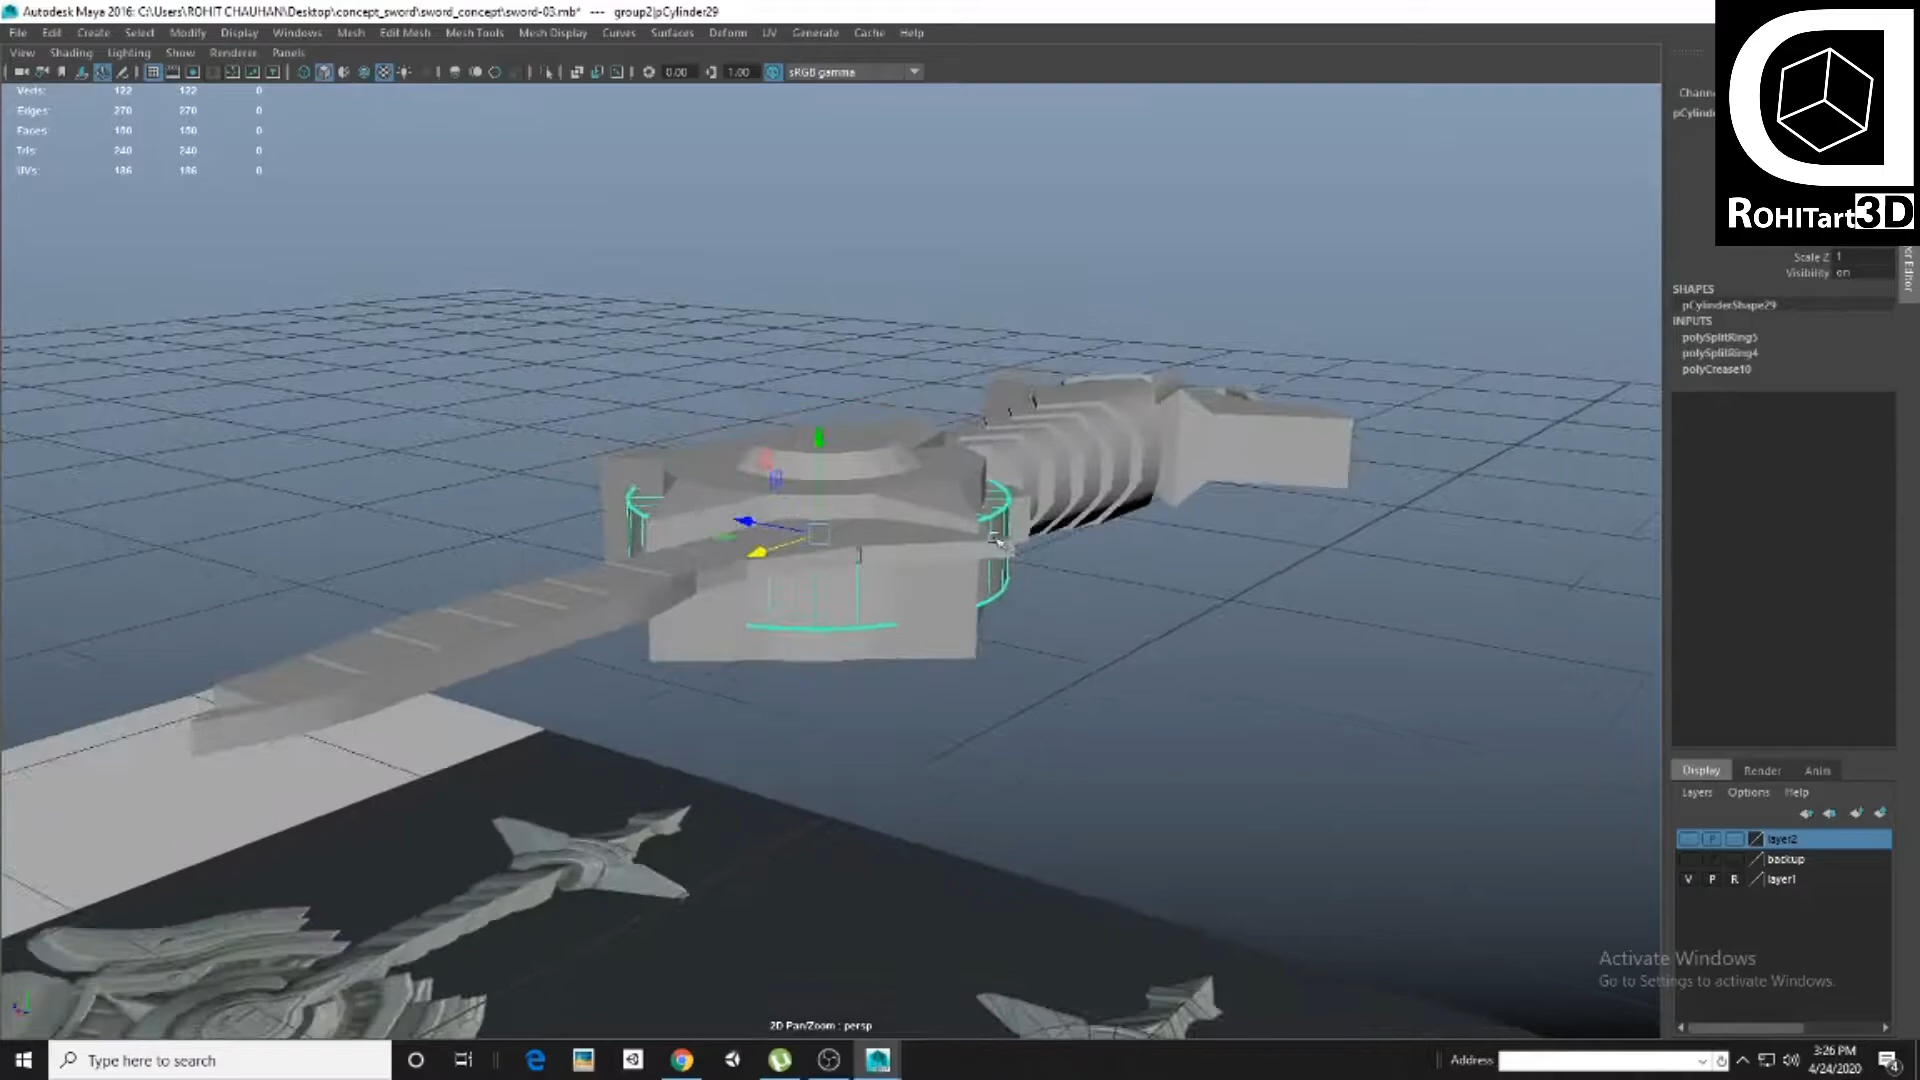 Autodesk Maya 2016: C:\Users\ROHIT CHAUHAN\Desktop\concept_sword\sword_concept\sword-03.mb* --- group2|pCylinder29
File Edit Create Select Modify Display Windows Mesh Edit Mesh Mesh Tools Mesh Display Curves Surfaces Deform UV Generate Cache Help
View Shading Lighting Show Renderer Panels
0.00 1.00 sRGB gamma
Verts: 122 122 0
Edges: 270 270 0
Faces: 150 150 0
Tris: 240 240 0
UVs: 186 186 0
Chann
pCylind
ROHITart3D
Scale Z 1
Visibility on
SHAPES
pCylinderShape29
INPUTS
polySplitRing5
polySplitRing4
polyCrease10
Display Render Anim
Layers Options Help
P layer2
backup
V P R layer1
Activate Windows
Go to Settings to activate Windows.
2D Pan/Zoom : persp
Type here to search
Address
3:26 PM
4/24/2020
4